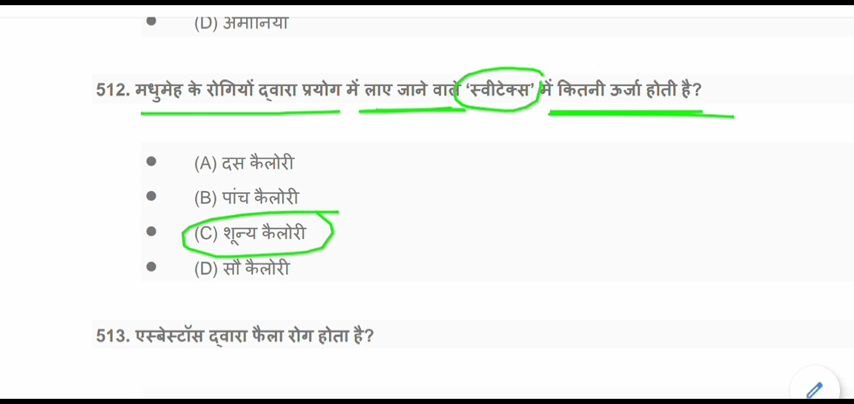 (D) अमोनिया
512. मधुमेह के रोगियों द्वारा प्रयोग में लाए जाने वाले ‘स्वीटेक्स’ में कितनी ऊर्जा होती है?
(A) दस कैलोरी
(B) पांच कैलोरी
(C) शून्य कैलोरी
(D) सौ कैलोरी
513. एस्बेस्टॉस द्वारा फैला रोग होता है?